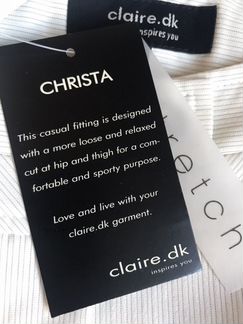 claire.dk
inspires you
CHRISTA
This casual fitting is designed
with a more loose and relaxed
cut at hip and thigh for a com-
fortable and sporty purpose.
Love and live with your
claire.dk garment.
claire.dk
inspires you
tretch